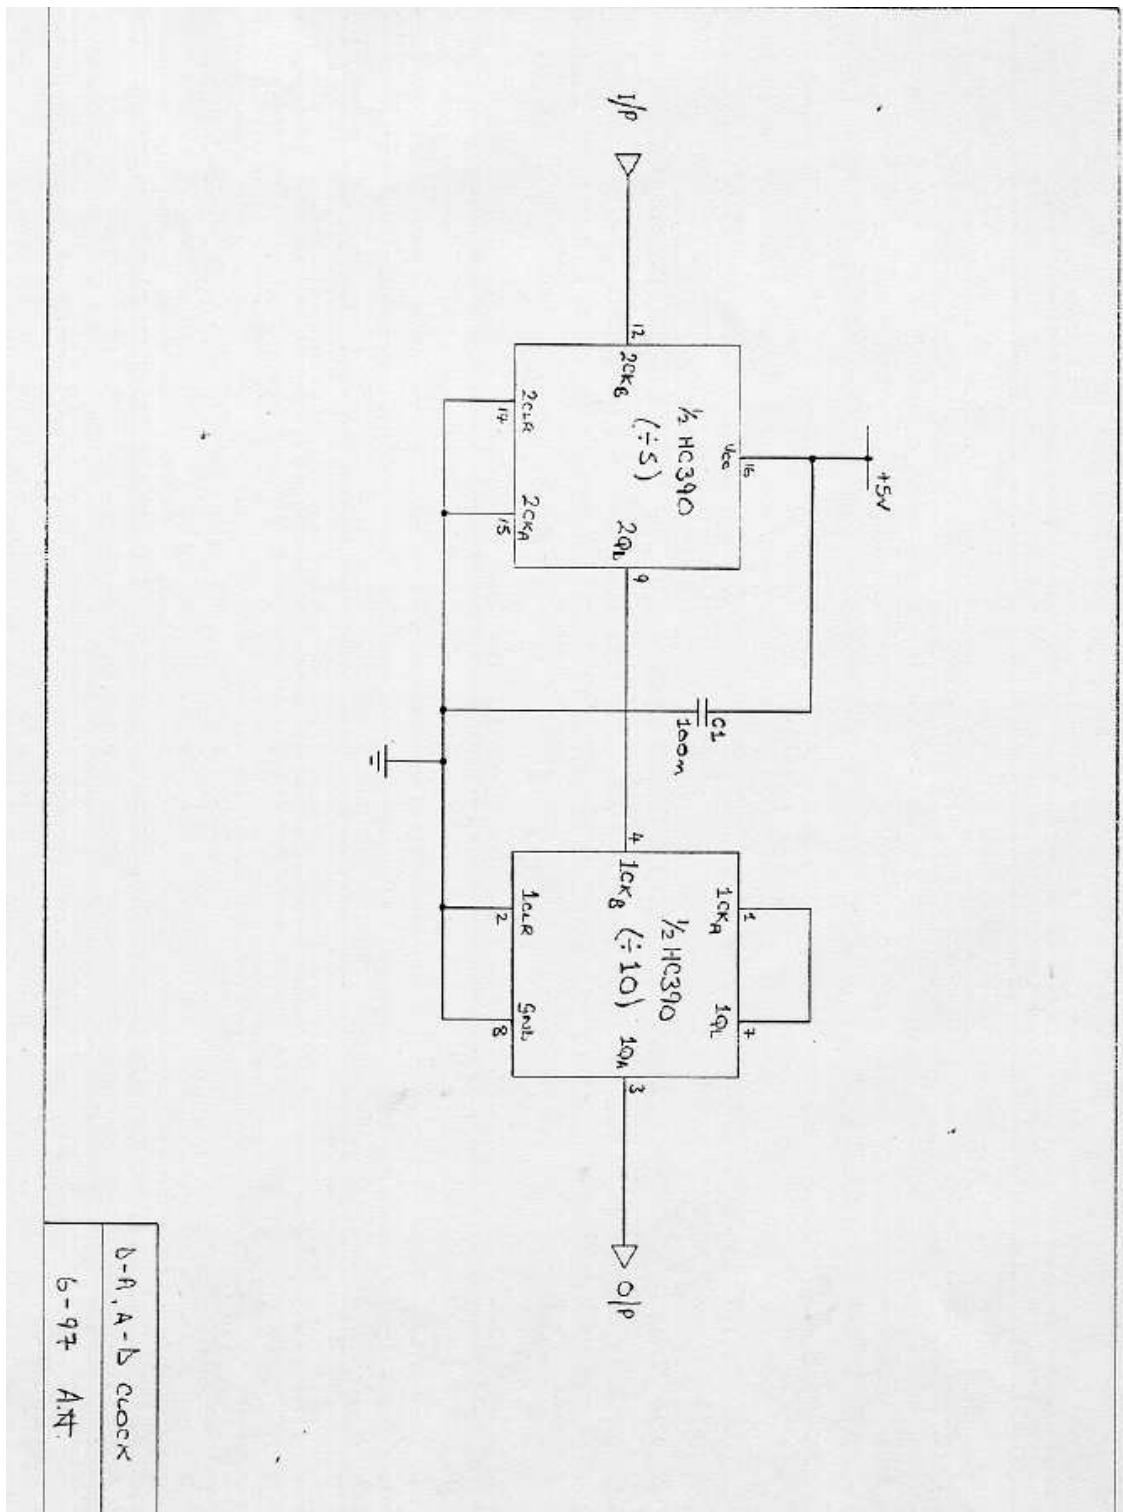 I/P
12
2CKB
½ HC390
(÷5)
Vcc
16
+5V
2CLR
14
2CKA
15
2QD
9
C1
100n
4
1CKB
½ HC390
(÷10)
1CKA
1
1QD
7
1CLR
2
GND
8
1QA
3
O/P
D-A, A-D CLOCK
6-97 A.N.